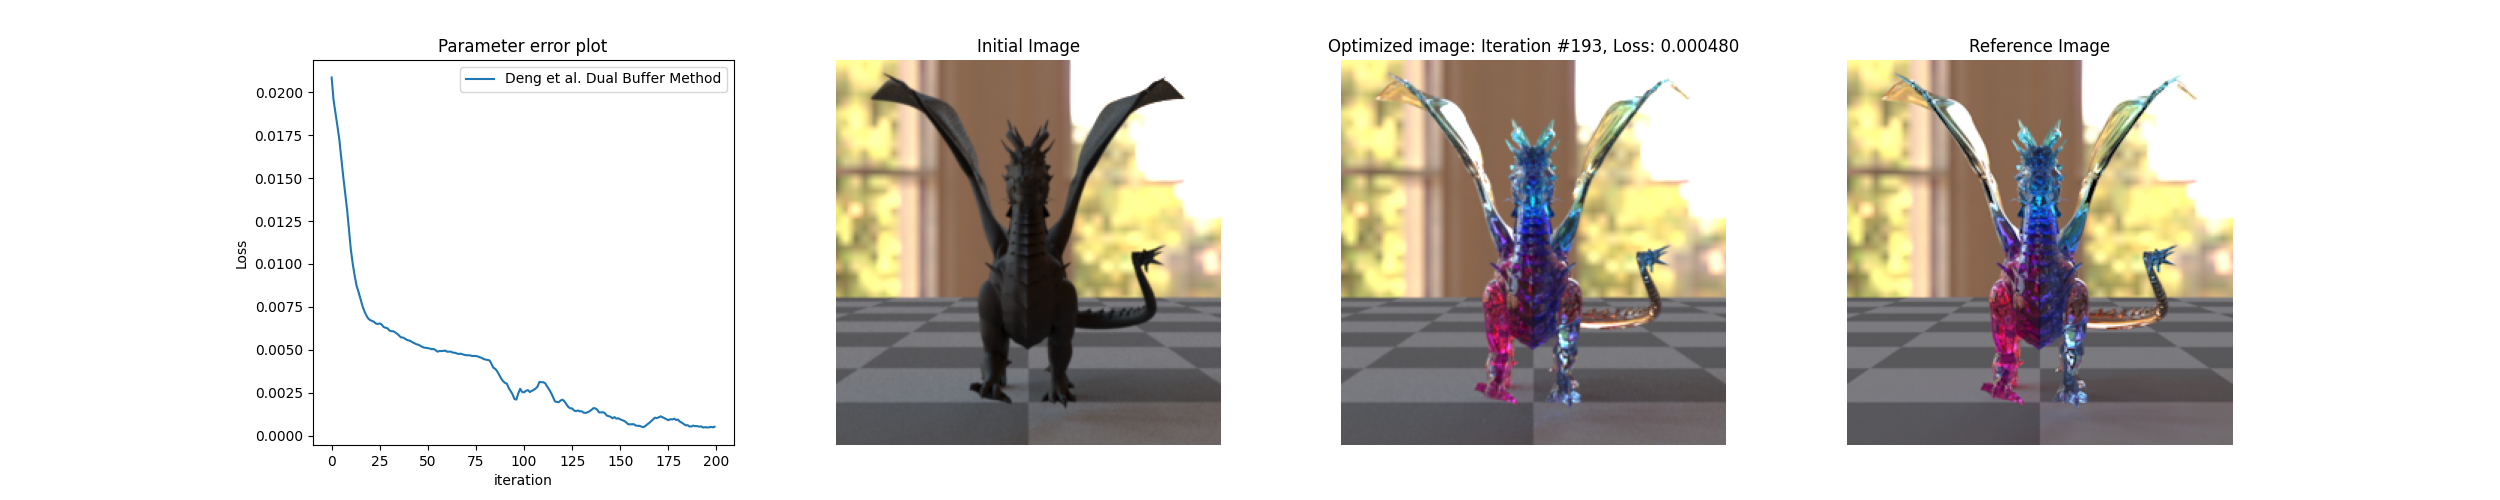 Parameter error plot
Deng et al. Dual Buffer Method
0.0200
0.0175
0.0150
0.0125
0.0100
0.0075
0.0050
0.0025
0.0000
Loss
0 25 50 75 100 125 150 175 200
iteration
Initial Image
Optimized image: Iteration #193, Loss: 0.000480
Reference Image